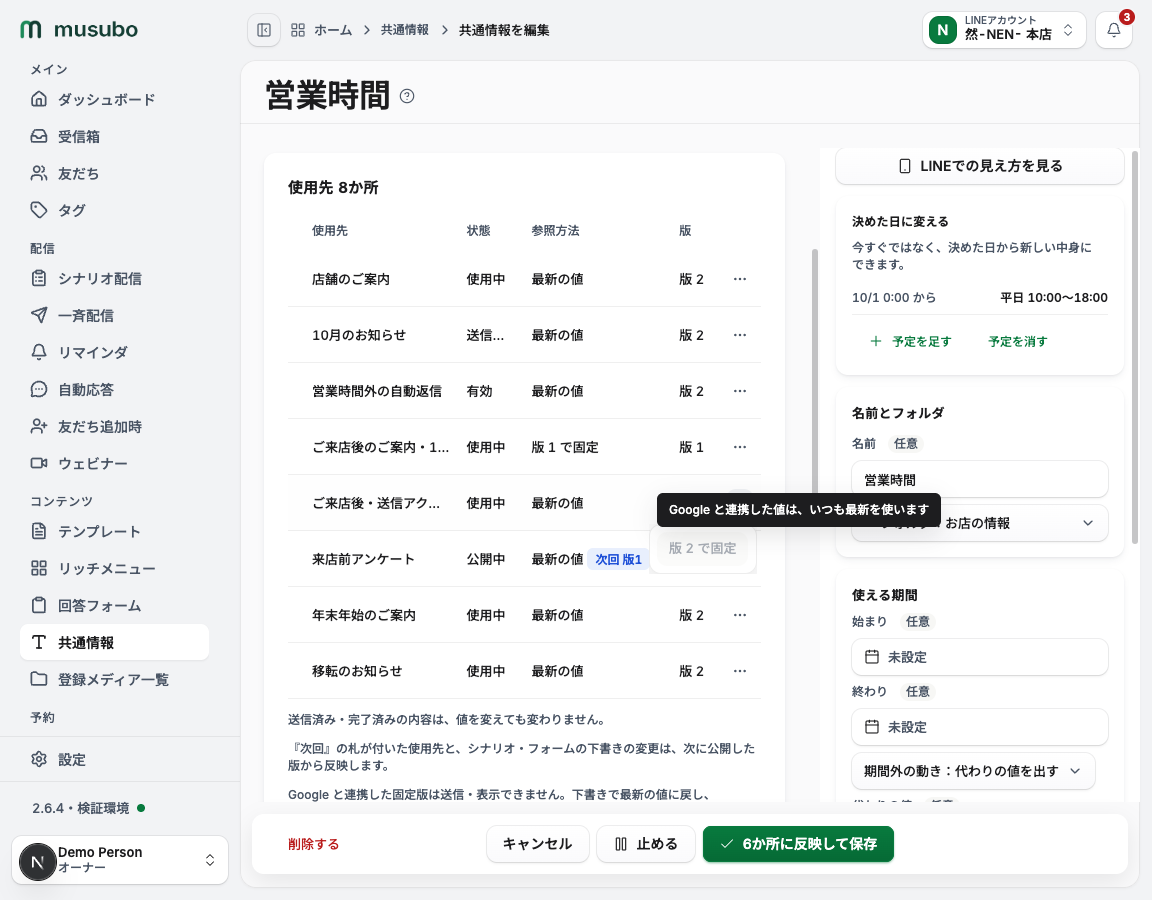 musubo
メイン
ダッシュボード
受信箱
友だち
タグ
配信
シナリオ配信
一斉配信
リマインダ
自動応答
友だち追加時
ウェビナー
コンテンツ
テンプレート
リッチメニュー
回答フォーム
共通情報
登録メディア一覧
予約
設定
2.6.4・検証環境
N
Demo Person
オーナー
ホーム
共通情報
共通情報を編集
N
LINEアカウント
然-NEN- 本店
3
営業時間
使用先 8か所
使用先 状態 参照方法 版
店舗のご案内 使用中 最新の値 版 2
10月のお知らせ 送信... 最新の値 版 2
営業時間外の自動返信 有効 最新の値 版 2
ご来店後のご案内・1... 使用中 版 1 で固定 版 1
ご来店後・送信アク... 使用中 最新の値
Google と連携した値は、いつも最新を使います
来店前アンケート 公開中 最新の値 次回 版1
版 2 で固定
年末年始のご案内 使用中 最新の値 版 2
移転のお知らせ 使用中 最新の値 版 2
送信済み・完了済みの内容は、値を変えても変わりません。
『次回』の札が付いた使用先と、シナリオ・フォームの下書きの変更は、次に公開した
版から反映します。
Google と連携した固定版は送信・表示できません。下書きで最新の値に戻し、
LINEでの見え方を見る
決めた日に変える
今すぐではなく、決めた日から新しい中身に
できます。
10/1 0:00 から 平日 10:00〜18:00
予定を足す 予定を消す
名前とフォルダ
名前 任意
営業時間
お店の情報
使える期間
始まり 任意
未設定
終わり 任意
未設定
期間外の動き：代わりの値を出す
削除する
キャンセル
止める
6か所に反映して保存